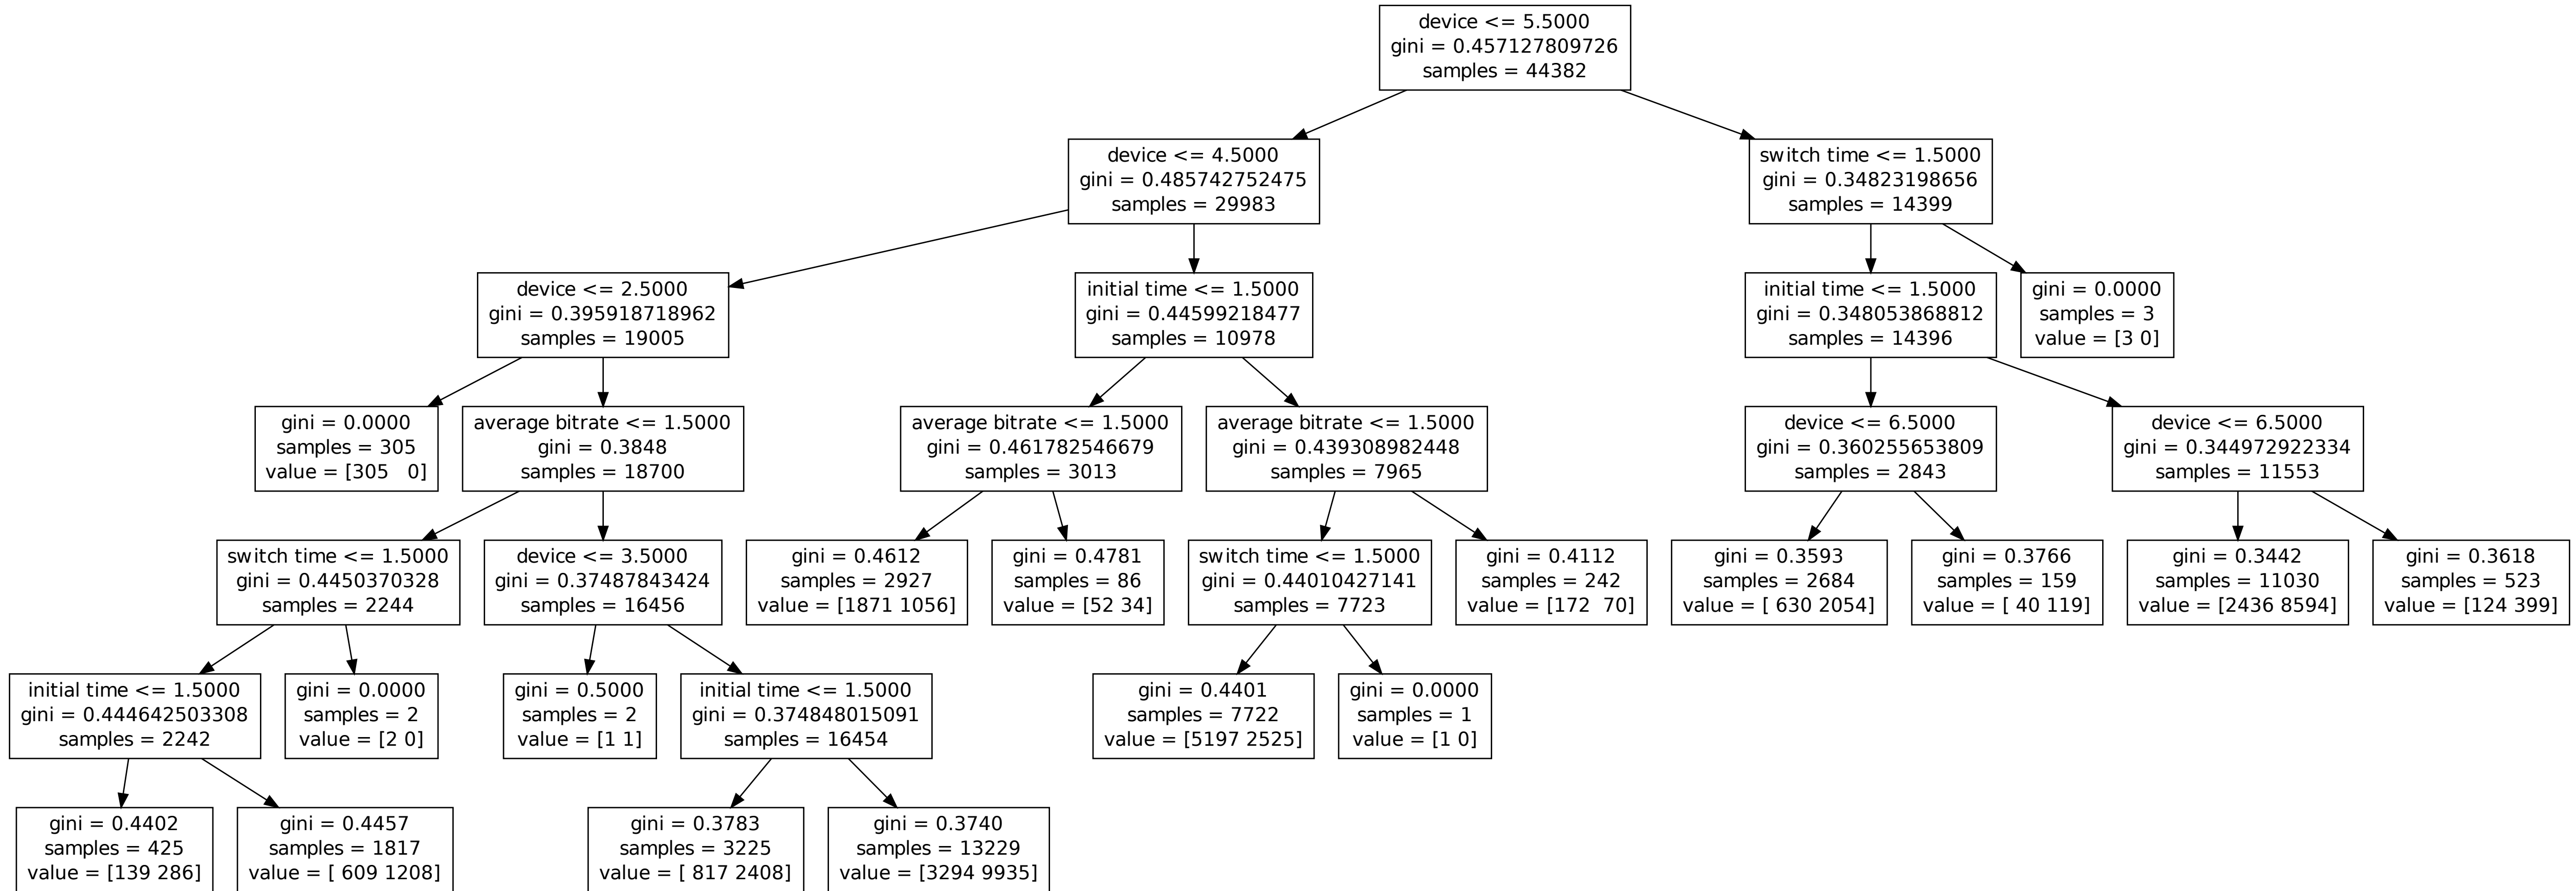 device <= 5.5000
gini = 0.457127809726
samples = 44382
device <= 4.5000
gini = 0.485742752475
samples = 29983
switch time <= 1.5000
gini = 0.34823198656
samples = 14399
device <= 2.5000
gini = 0.395918718962
samples = 19005
initial time <= 1.5000
gini = 0.44599218477
samples = 10978
initial time <= 1.5000
gini = 0.348053868812
samples = 14396
gini = 0.0000
samples = 3
value = [3 0]
gini = 0.0000
samples = 305
value = [305   0]
average bitrate <= 1.5000
gini = 0.3848
samples = 18700
average bitrate <= 1.5000
gini = 0.461782546679
samples = 3013
average bitrate <= 1.5000
gini = 0.439308982448
samples = 7965
device <= 6.5000
gini = 0.360255653809
samples = 2843
device <= 6.5000
gini = 0.344972922334
samples = 11553
switch time <= 1.5000
gini = 0.4450370328
samples = 2244
device <= 3.5000
gini = 0.37487843424
samples = 16456
gini = 0.4612
samples = 2927
value = [1871 1056]
gini = 0.4781
samples = 86
value = [52 34]
switch time <= 1.5000
gini = 0.44010427141
samples = 7723
gini = 0.4112
samples = 242
value = [172  70]
gini = 0.3593
samples = 2684
value = [ 630 2054]
gini = 0.3766
samples = 159
value = [ 40 119]
gini = 0.3442
samples = 11030
value = [2436 8594]
gini = 0.3618
samples = 523
value = [124 399]
initial time <= 1.5000
gini = 0.444642503308
samples = 2242
gini = 0.0000
samples = 2
value = [2 0]
gini = 0.5000
samples = 2
value = [1 1]
initial time <= 1.5000
gini = 0.374848015091
samples = 16454
gini = 0.4401
samples = 7722
value = [5197 2525]
gini = 0.0000
samples = 1
value = [1 0]
gini = 0.4402
samples = 425
value = [139 286]
gini = 0.4457
samples = 1817
value = [ 609 1208]
gini = 0.3783
samples = 3225
value = [ 817 2408]
gini = 0.3740
samples = 13229
value = [3294 9935]